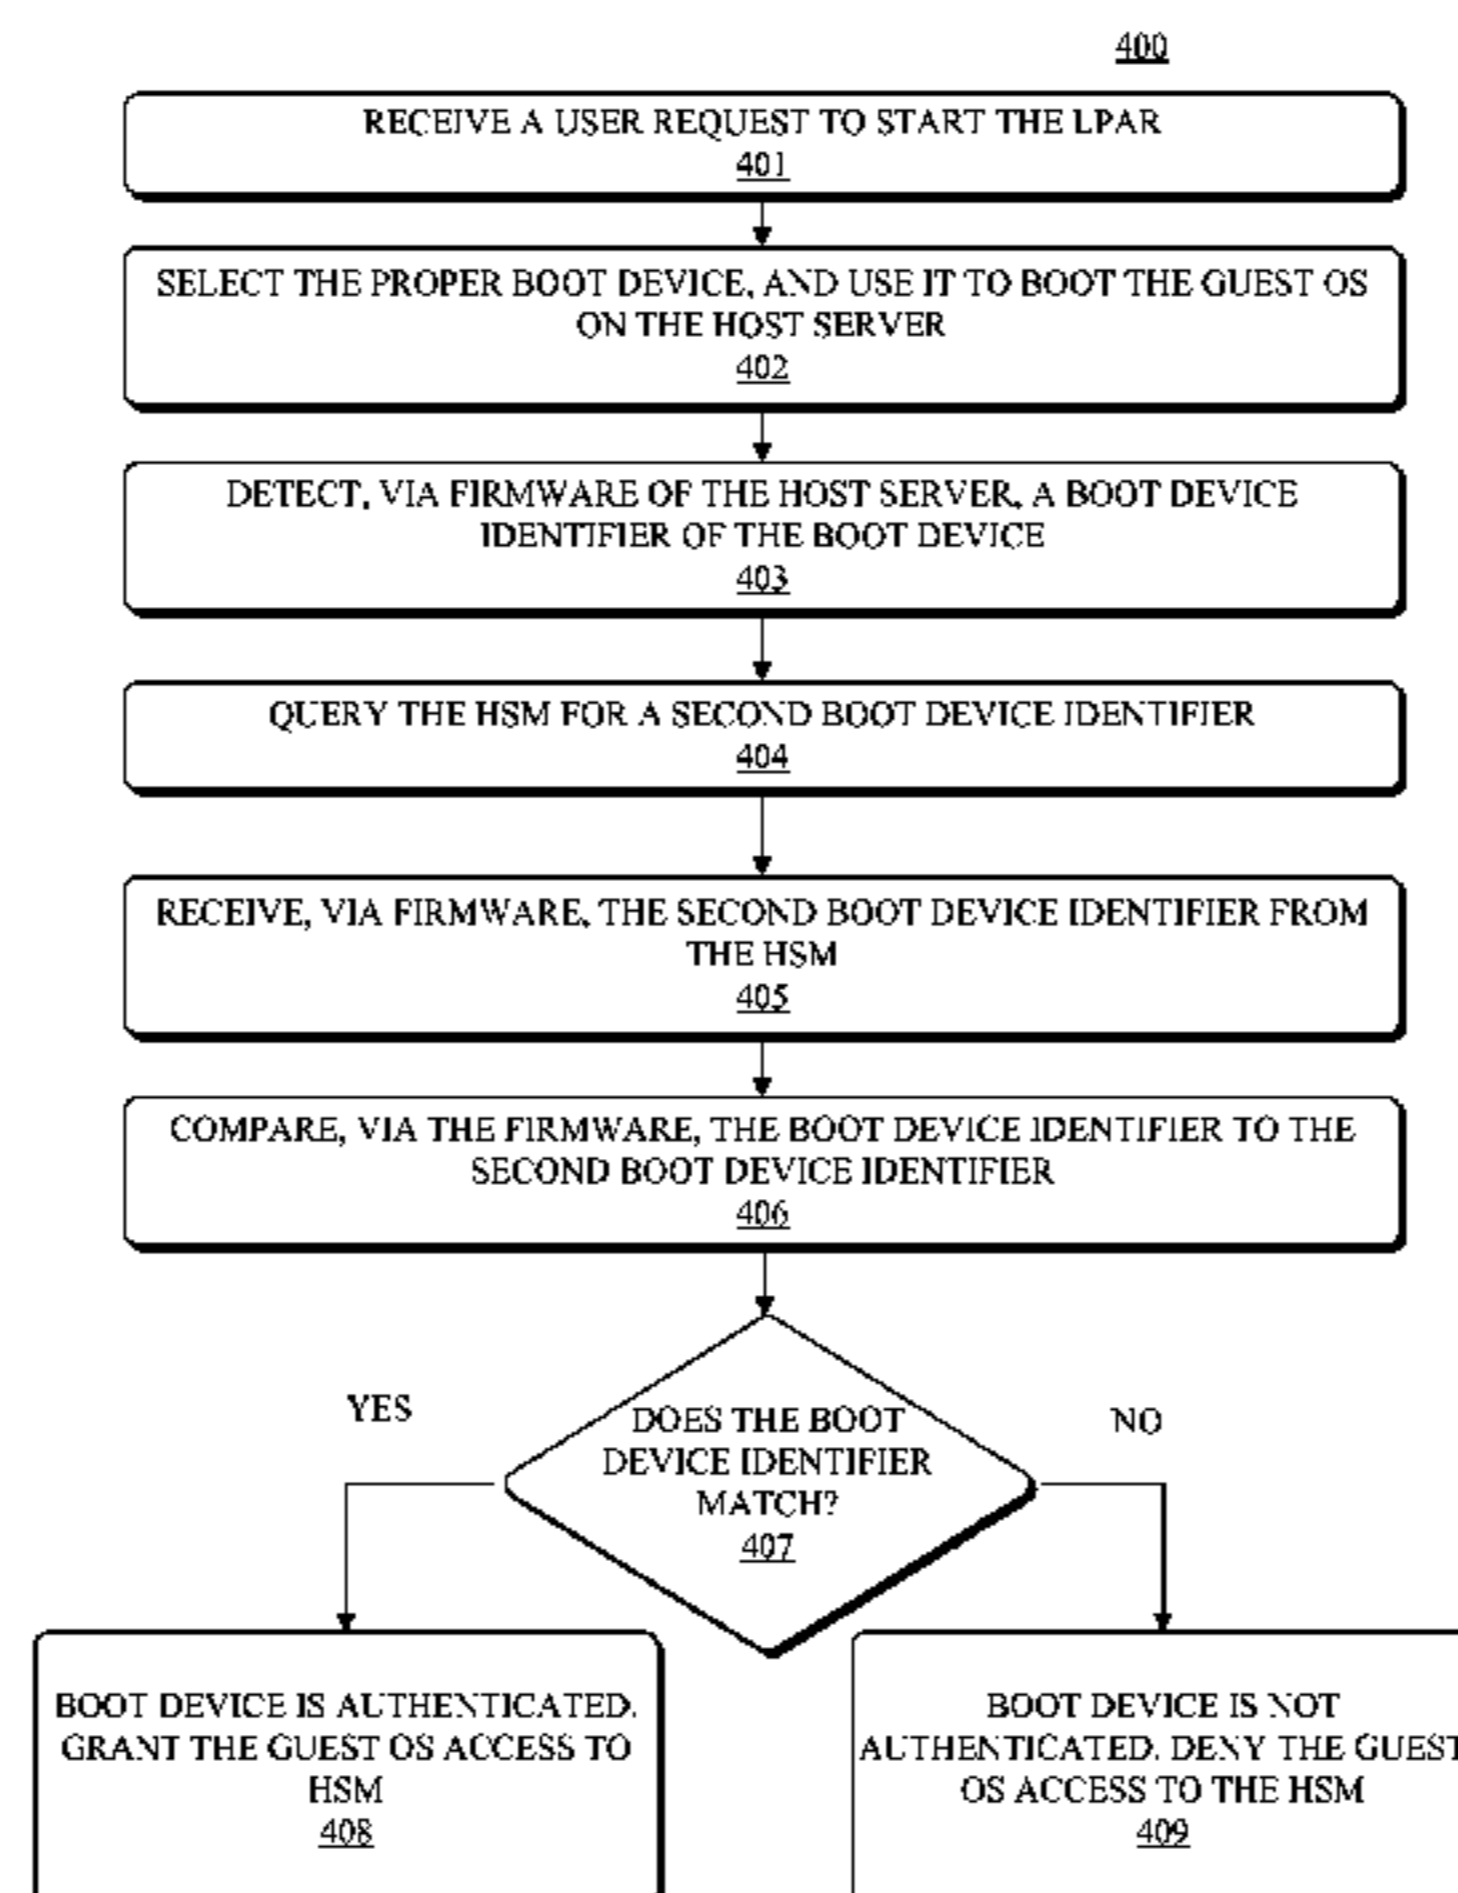 400
RECEIVE A USER REQUEST TO START THE LPAR
401
SELECT THE PROPER BOOT DEVICE, AND USE IT TO BOOT THE GUEST OS
ON THE HOST SERVER
402
DETECT, VIA FIRMWARE OF THE HOST SERVER, A BOOT DEVICE
IDENTIFIER OF THE BOOT DEVICE
403
QUERY THE HSM FOR A SECOND BOOT DEVICE IDENTIFIER
404
RECEIVE, VIA FIRMWARE, THE SECOND BOOT DEVICE IDENTIFIER FROM
THE HSM
405
COMPARE, VIA THE FIRMWARE, THE BOOT DEVICE IDENTIFIER TO THE
SECOND BOOT DEVICE IDENTIFIER
406
YES
NO
DOES THE BOOT
DEVICE IDENTIFIER
MATCH?
407
BOOT DEVICE IS AUTHENTICATED.
GRANT THE GUEST OS ACCESS TO
HSM
408
BOOT DEVICE IS NOT
AUTHENTICATED. DENY THE GUEST
OS ACCESS TO THE HSM
409